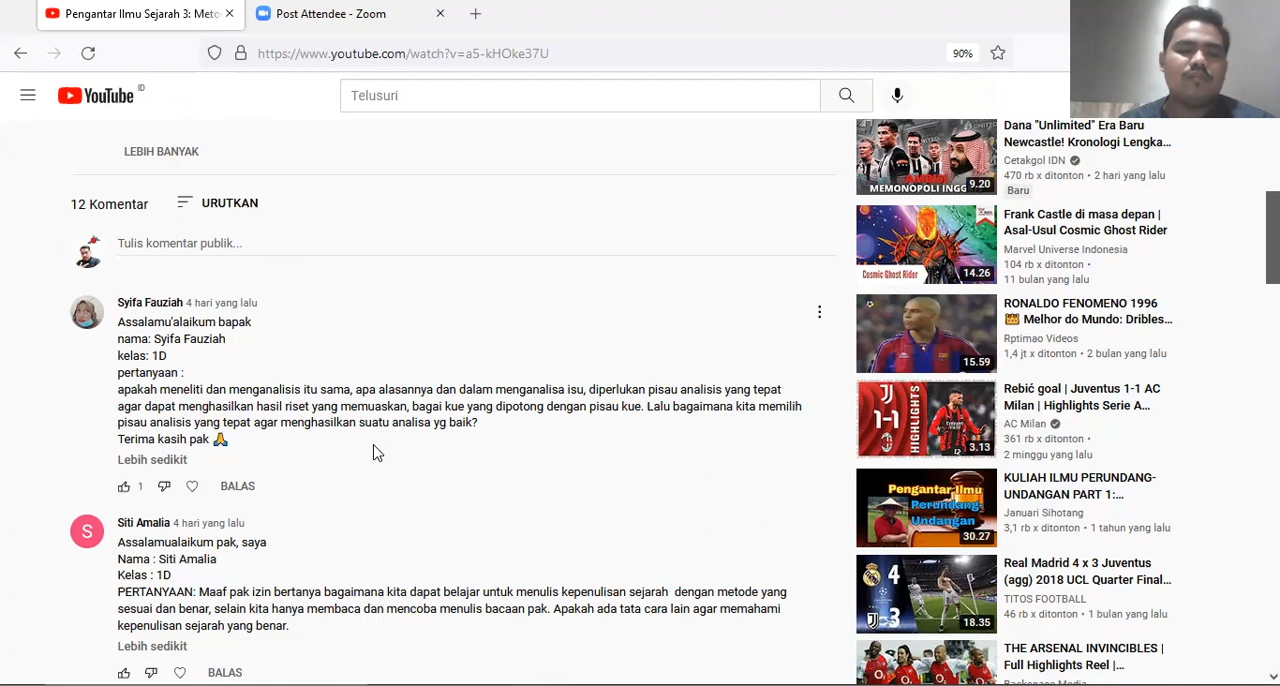 Pengantar Ilmu Sejarah 3: Meto
Post Attendee - Zoom
https://www.youtube.com/watch?v=a5-kHOke37U
90%
YouTube ID
Telusuri
LEBIH BANYAK
12 Komentar
URUTKAN
Tulis komentar publik...
Syifa Fauziah 4 hari yang lalu
Assalamu'alaikum bapak
nama: Syifa Fauziah
kelas: 1D
pertanyaan :
apakah meneliti dan menganalisis itu sama, apa alasannya dan dalam menganalisa isu, diperlukan pisau analisis yang tepat
agar dapat menghasilkan hasil riset yang memuaskan, bagai kue yang dipotong dengan pisau kue. Lalu bagaimana kita memilih
pisau analisis yang tepat agar menghasilkan suatu analisa yg baik?
Terima kasih pak 🙏
Lebih sedikit
1
BALAS
S
Siti Amalia 4 hari yang lalu
Assalamualaikum pak, saya
Nama : Siti Amalia
Kelas : 1D
PERTANYAAN: Maaf pak izin bertanya bagaimana kita dapat belajar untuk menulis kepenulisan sejarah dengan metode yang
sesuai dan benar, selain kita harus membaca dan mencoba menulis bacaan pak. Apakah ada tata cara lain agar memahami
kepenulisan sejarah yang benar.
Lebih sedikit
BALAS
AMBISI
MEMONOPOLI INGG
9.20
Dana "Unlimited" Era Baru
Newcastle! Kronologi Lengka...
Cetakgol IDN
470 rb x ditonton • 2 hari yang lalu
Baru
Cosmic Ghost Rider
14.26
Frank Castle di masa depan |
Asal-Usul Cosmic Ghost Rider
Marvel Universe Indonesia
104 rb x ditonton •
11 bulan yang lalu
15.59
RONALDO FENOMENO 1996
👑 Melhor do Mundo: Dribles...
Rptimao Videos
1,4 jt x ditonton • 2 bulan yang lalu
1-1
HIGHLIGHTS
3.13
Rebić goal | Juventus 1-1 AC
Milan | Highlights Serie A...
AC Milan
361 rb x ditonton •
2 minggu yang lalu
Pengantar Ilmu
Perundang
Undangan
30.27
KULIAH ILMU PERUNDANG-
UNDANGAN PART 1:...
Januari Sihotang
3,1 rb x ditonton • 1 tahun yang lalu
4
3
18.35
Real Madrid 4 x 3 Juventus
(agg) 2018 UCL Quarter Final...
TITOS FOOTBALL
46 rb x ditonton • 1 bulan yang lalu
THE ARSENAL INVINCIBLES |
Full Highlights Reel |...